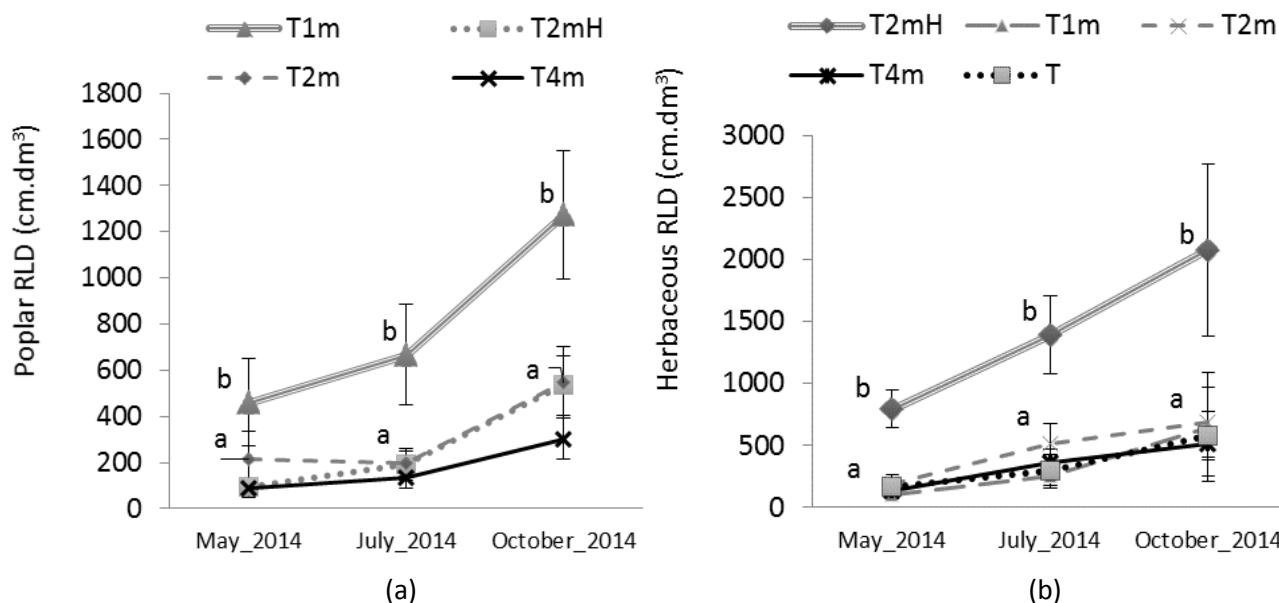 T1m T2mH
T2m T4m
Poplar RLD (cm.dm³)
1800
1600
1400
1200
1000
800
600
400
200
0
b
b
b
a
a
a
May_2014 July_2014 October_2014
(a)
T2mH T1m T2m
T4m T
Herbaceous RLD (cm.dm³)
3000
2500
2000
1500
1000
500
0
b
b
b
a
a
a
May_2014 July_2014 October_2014
(b)